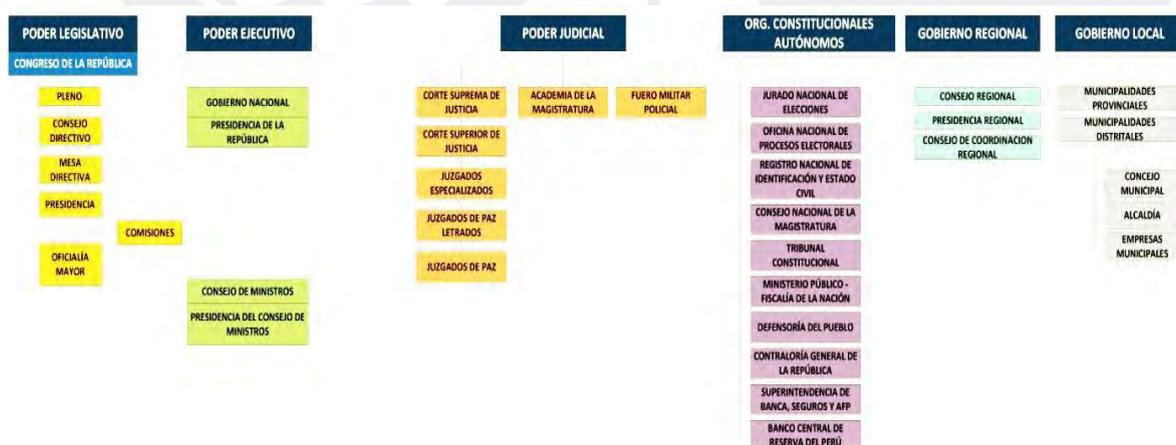 PODER LEGISLATIVO
CONGRESO DE LA REPÚBLICA
PLENO
CONSEJO
DIRECTIVO
MESA
DIRECTIVA
PRESIDENCIA
COMISIONES
OFICIALÍA
MAYOR
PODER EJECUTIVO
GOBIERNO NACIONAL
PRESIDENCIA DE LA
REPÚBLICA
CONSEJO DE MINISTROS
PRESIDENCIA DEL CONSEJO DE
MINISTROS
PODER JUDICIAL
CORTE SUPREMA DE
JUSTICIA
CORTE SUPERIOR DE
JUSTICIA
JUZGADOS
ESPECIALIZADOS
JUZGADOS DE PAZ
LETRADOS
JUZGADOS DE PAZ
ACADEMIA DE LA
MAGISTRATURA
FUERO MILITAR
POLICIAL
ORG. CONSTITUCIONALES
AUTÓNOMOS
JURADO NACIONAL DE
ELECCIONES
OFICINA NACIONAL DE
PROCESOS ELECTORALES
REGISTRO NACIONAL DE
IDENTIFICACIÓN Y ESTADO
CIVIL
CONSEJO NACIONAL DE LA
MAGISTRATURA
TRIBUNAL
CONSTITUCIONAL
MINISTERIO PÚBLICO -
FISCALÍA DE LA NACIÓN
DEFENSORÍA DEL PUEBLO
CONTRALORÍA GENERAL DE
LA REPÚBLICA
SUPERINTENDENCIA DE
BANCA, SEGUROS Y AFP
BANCO CENTRAL DE
RESERVA DEL PERÚ
GOBIERNO REGIONAL
CONSEJO REGIONAL
PRESIDENCIA REGIONAL
CONSEJO DE COORDINACION
REGIONAL
GOBIERNO LOCAL
MUNICIPALIDADES
PROVINCIALES
MUNICIPALIDADES
DISTRITALES
CONCEJO
MUNICIPAL
ALCALDÍA
EMPRESAS
MUNICIPALES